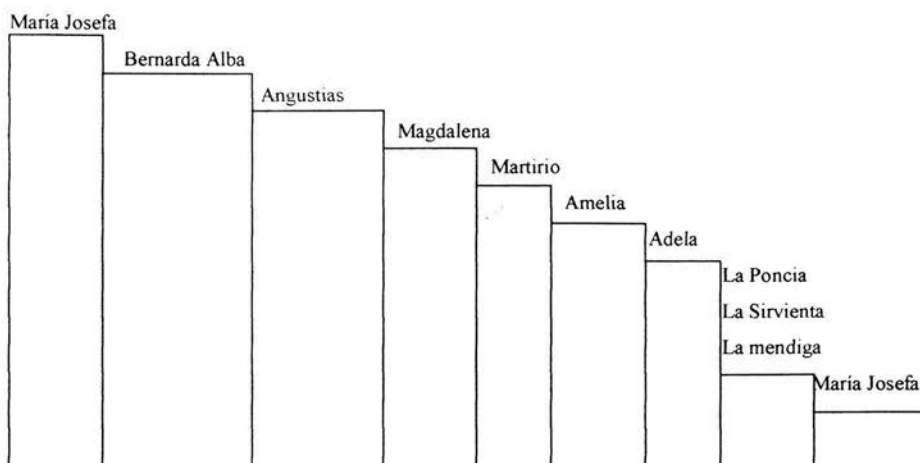 María Josefa
Bernarda Alba
Angustias
Magdalena
Martirio
Amelia
Adela
La Poncia
La Sirvienta
La mendiga
María Josefa